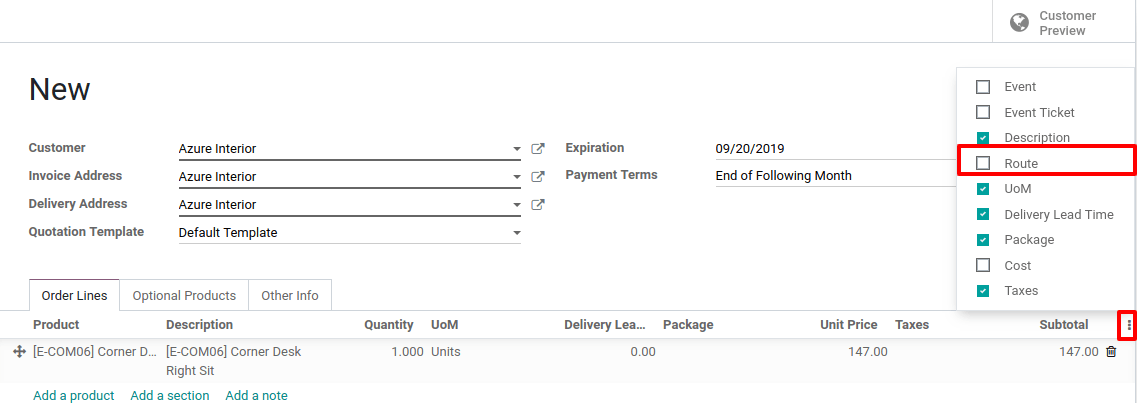 Customer
Preview
New
Event
Event Ticket
Description
Route
UoM
Delivery Lead Time
Package
Cost
Taxes
Customer Azure Interior Expiration 09/20/2019
Invoice Address Azure Interior Payment Terms End of Following Month
Delivery Address Azure Interior
Quotation Template Default Template
Order Lines Optional Products Other Info
Product Description Quantity UoM Delivery Lea... Package Unit Price Taxes Subtotal
[E-COM06] Corner D... [E-COM06] Corner Desk 1.000 Units 0.00 147.00 147.00
Right Sit
Add a product Add a section Add a note